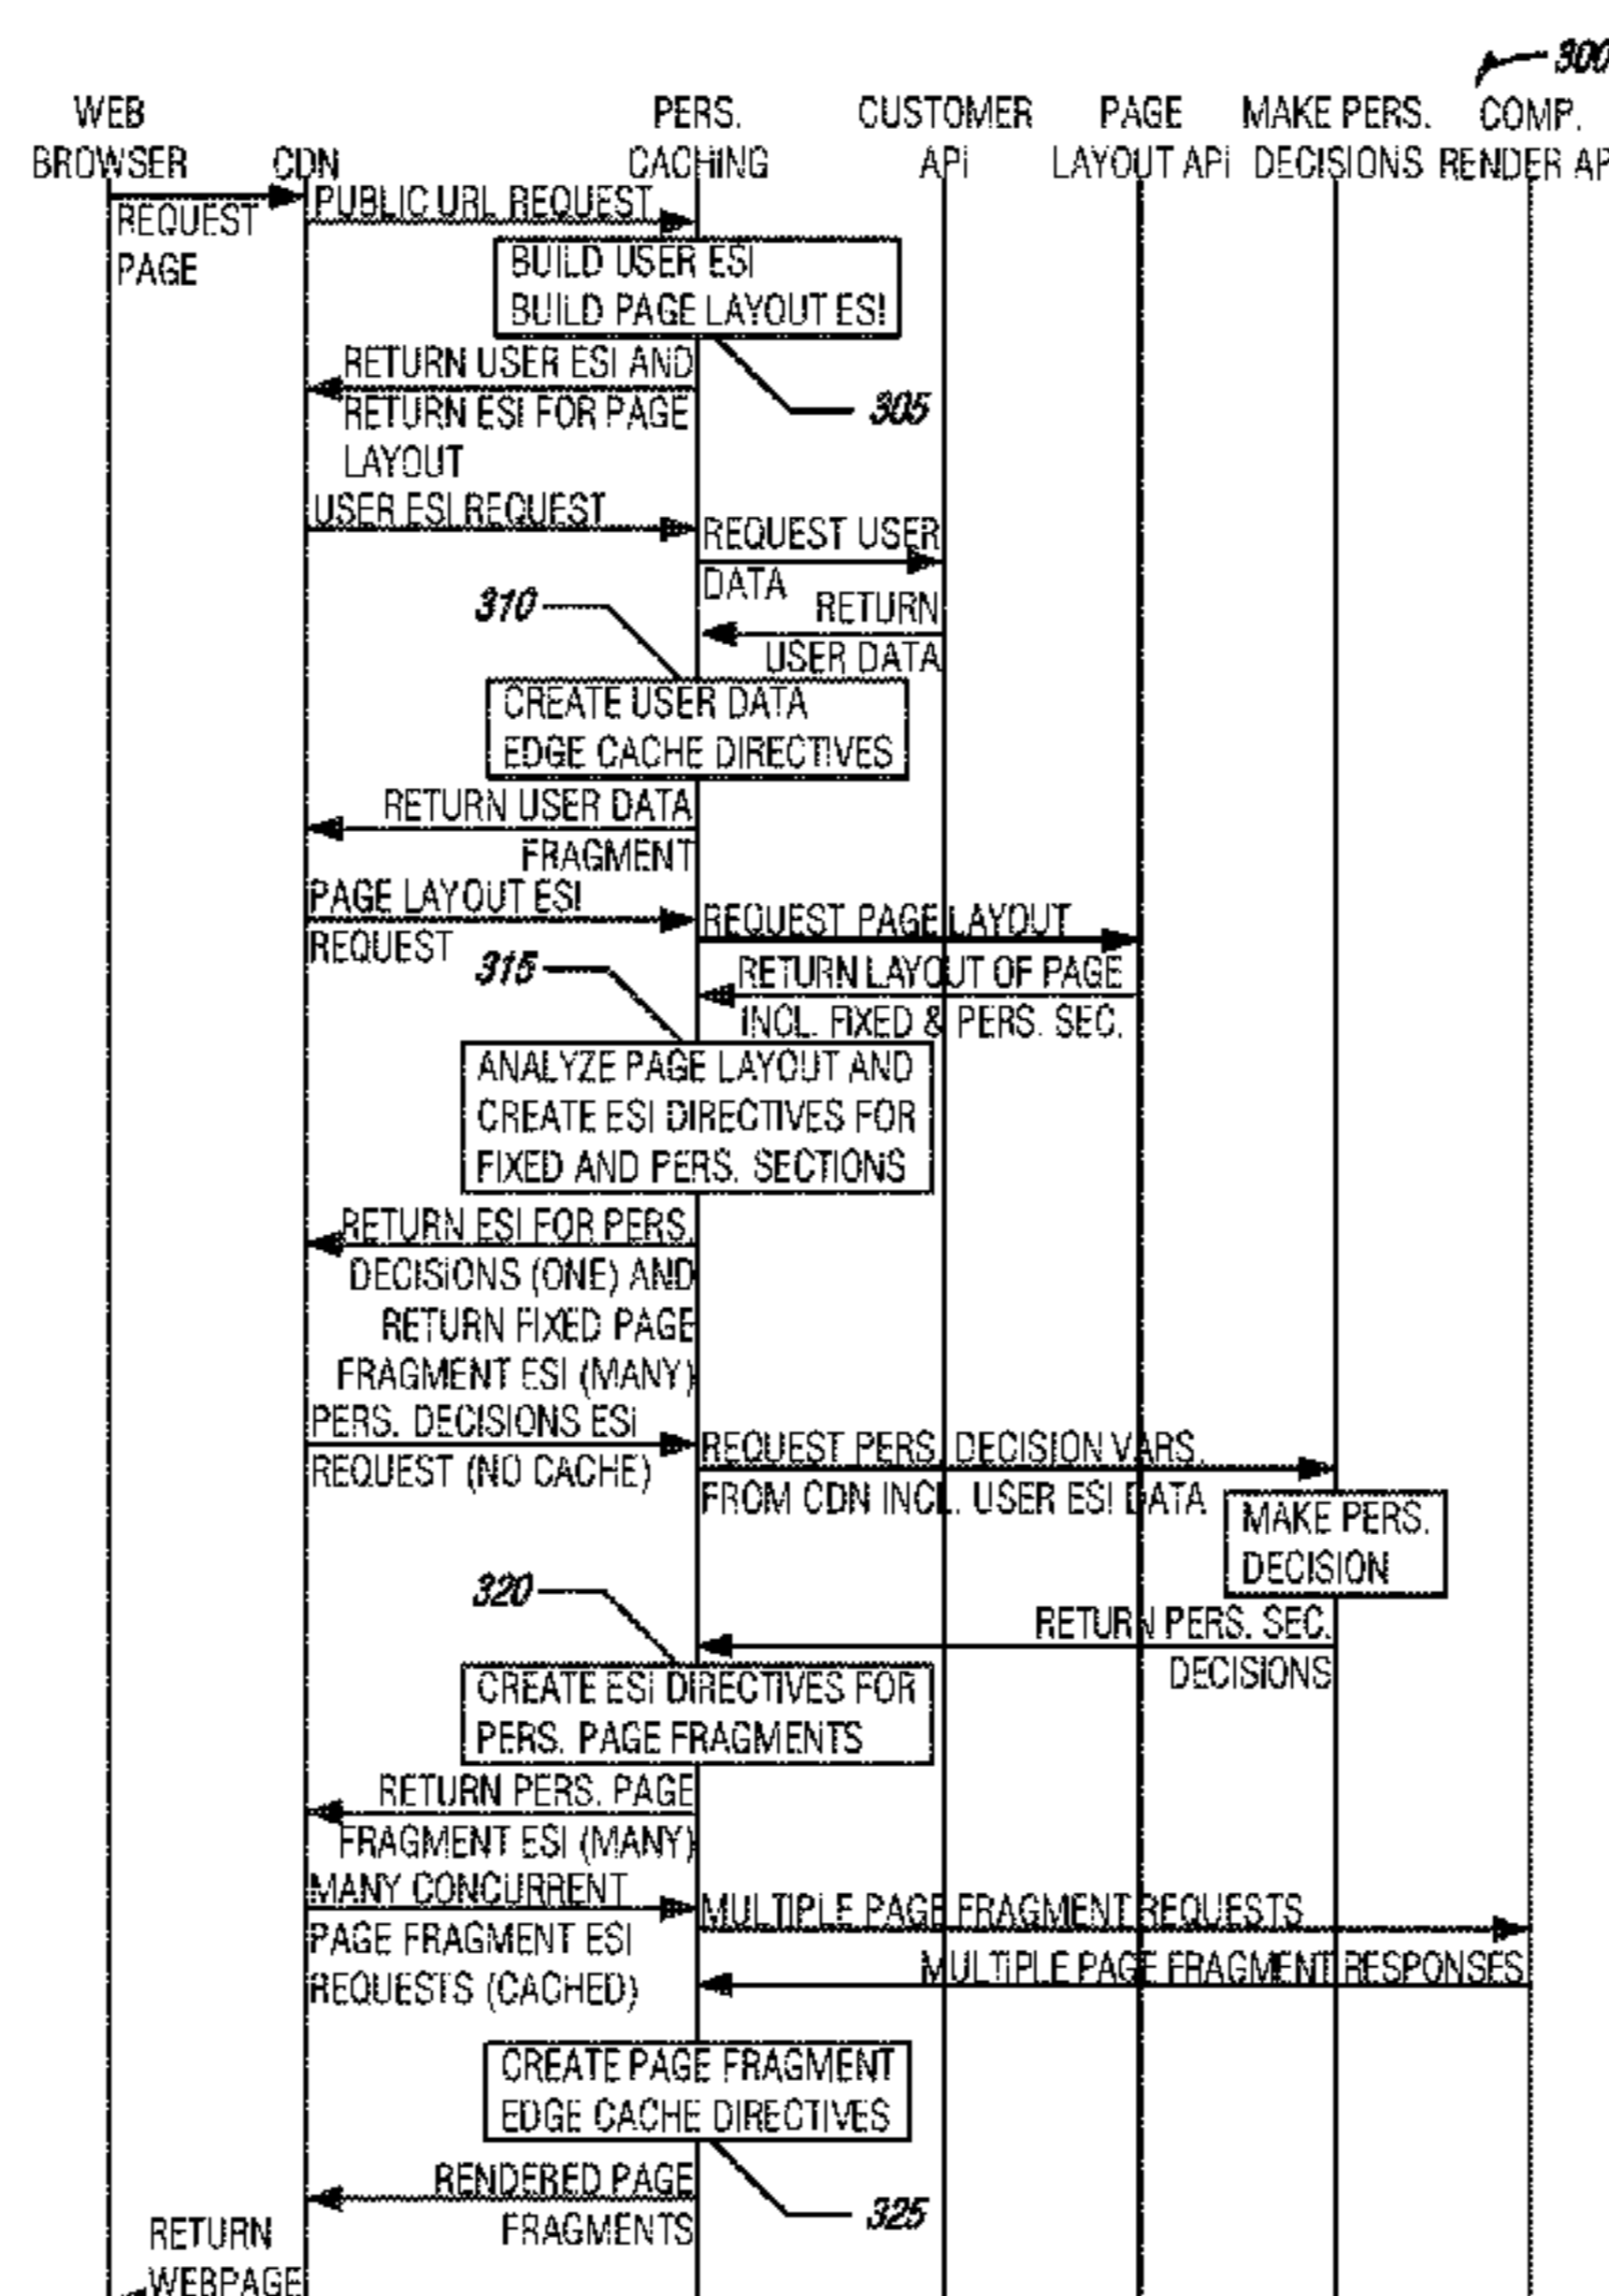 300
WEB
BROWSER
CDN
PERS.
CACHING
CUSTOMER
API
PAGE
LAYOUT API
MAKE PERS.
DECISIONS
COMP.
RENDER AP
REQUEST
PAGE
PUBLIC URL REQUEST
BUILD USER ESI
BUILD PAGE LAYOUT ESI
305
RETURN USER ESI AND
RETURN ESI FOR PAGE
LAYOUT
USER ESI REQUEST
REQUEST USER
DATA
RETURN
USER DATA
310
CREATE USER DATA
EDGE CACHE DIRECTIVES
RETURN USER DATA
FRAGMENT
PAGE LAYOUT ESI
REQUEST
REQUEST PAGE LAYOUT
RETURN LAYOUT OF PAGE
INCL. FIXED & PERS. SEC.
315
ANALYZE PAGE LAYOUT AND
CREATE ESI DIRECTIVES FOR
FIXED AND PERS. SECTIONS
RETURN ESI FOR PERS.
DECISIONS (ONE) AND
RETURN FIXED PAGE
FRAGMENT ESI (MANY)
PERS. DECISIONS ESI
REQUEST (NO CACHE)
REQUEST PERS. DECISION VARS.
FROM CDN INCL. USER ESI DATA
MAKE PERS.
DECISION
RETURN PERS. SEC.
DECISIONS
320
CREATE ESI DIRECTIVES FOR
PERS. PAGE FRAGMENTS
RETURN PERS. PAGE
FRAGMENT ESI (MANY)
MANY CONCURRENT
PAGE FRAGMENT ESI
REQUESTS (CACHED)
MULTIPLE PAGE FRAGMENT REQUESTS
MULTIPLE PAGE FRAGMENT RESPONSES
CREATE PAGE FRAGMENT
EDGE CACHE DIRECTIVES
325
RENDERED PAGE
FRAGMENTS
RETURN
WEBPAGE